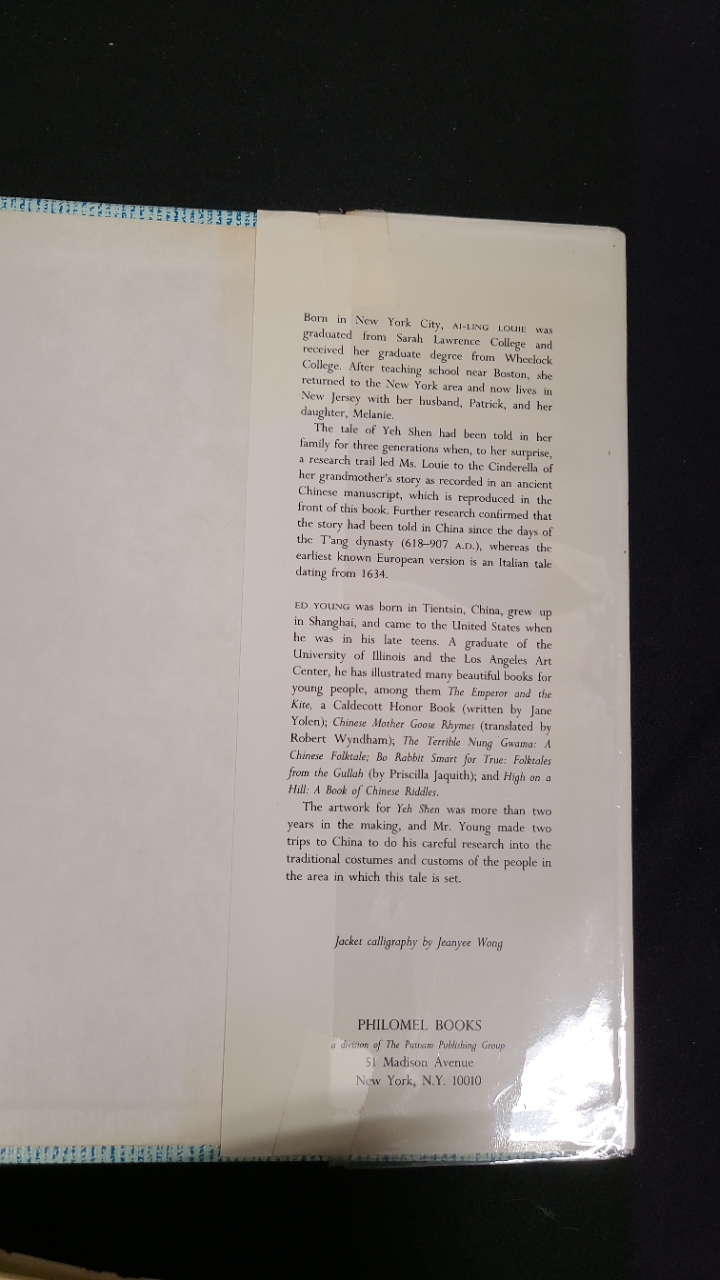 Born in New York City, AI-LING LOUIE was
graduated from Sarah Lawrence College and
received her graduate degree from Wheelock
College. After teaching school near Boston, she
returned to the New York area and now lives in
New Jersey with her husband, Patrick, and her
daughter, Melanie.
The tale of Yeh Shen had been told in her
family for three generations when, to her surprise,
a research trail led Ms. Louie to the Cinderella of
her grandmother's story as recorded in an ancient
Chinese manuscript, which is reproduced in the
front of this book. Further research confirmed that
the story had been told in China since the days of
the T'ang dynasty (618–907 A.D.), whereas the
earliest known European version is an Italian tale
dating from 1634.
ED YOUNG was born in Tientsin, China, grew up
in Shanghai, and came to the United States when
he was in his late teens. A graduate of the
University of Illinois and the Los Angeles Art
Center, he has illustrated many beautiful books for
young people, among them The Emperor and the
Kite, a Caldecott Honor Book (written by Jane
Yolen); Chinese Mother Goose Rhymes (translated by
Robert Wyndham); The Terrible Nung Gwama: A
Chinese Folktale; Bo Rabbit Smart for True: Folktales
from the Gullah (by Priscilla Jaquith); and High on a
Hill: A Book of Chinese Riddles.
The artwork for Yeh Shen was more than two
years in the making, and Mr. Young made two
trips to China to do his careful research into the
traditional costumes and customs of the people in
the area in which this tale is set.
Jacket calligraphy by Jeanyee Wong
PHILOMEL BOOKS
a division of The Putnam Publishing Group
51 Madison Avenue
New York, N.Y. 10010